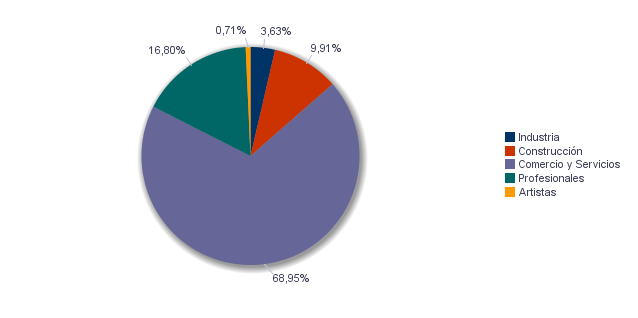 0,71%
3,63%
9,91%
16,80%
68,95%
Industria
Construcción
Comercio y Servicios
Profesionales
Artistas